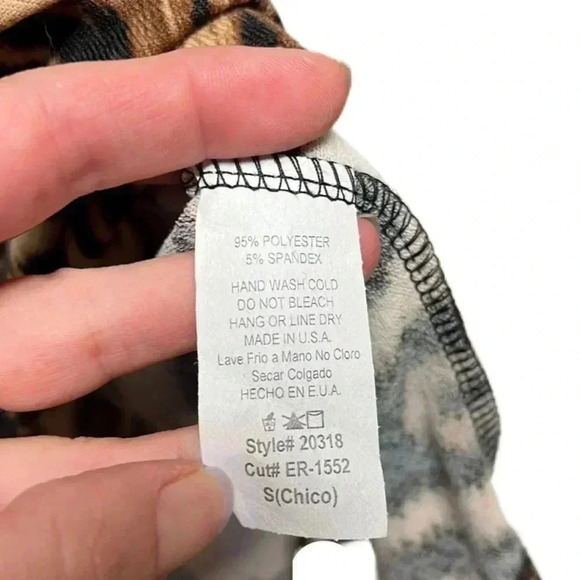 95% POLYESTER
5% SPANDEX
HAND WASH COLD
DO NOT BLEACH
HANG OR LINE DRY
MADE IN U.S.A.
Lave Frio a Mano No Cloro
Secar Colgado
HECHO EN E.U.A.
Style# 20318
Cut# ER-1552
S(Chico)